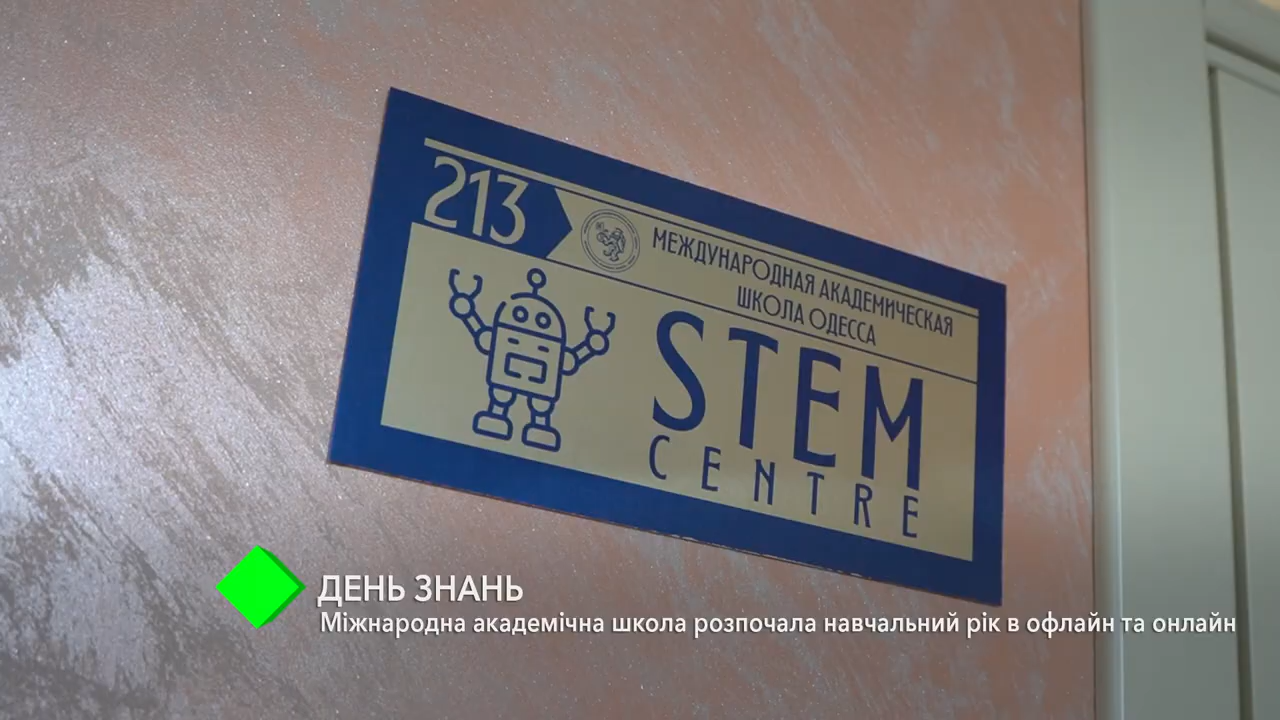 213
МЕЖДУНАРОДНАЯ АКАДЕМИЧЕСКАЯ
ШКОЛА ОДЕССА
STEM
CENTRE
ДЕНЬ ЗНАНЬ
Міжнародна академічна школа розпочала навчальний рік в офлайн та онлайн